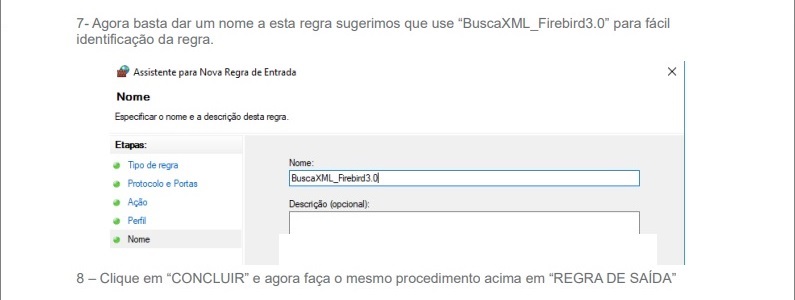 7- Agora basta dar um nome a esta regra sugerimos que use “BuscaXML_Firebird3.0” para fácil
identificação da regra.
Assistente para Nova Regra de Entrada
Nome
Especificar o nome e a descrição desta regra.
Etapas:
Tipo de regra
Protocolo e Portas
Ação
Perfil
Nome
Nome:
BuscaXML_Firebird3.0
Descrição (opcional):
8 – Clique em “CONCLUIR” e agora faça o mesmo procedimento acima em “REGRA DE SAÍDA”